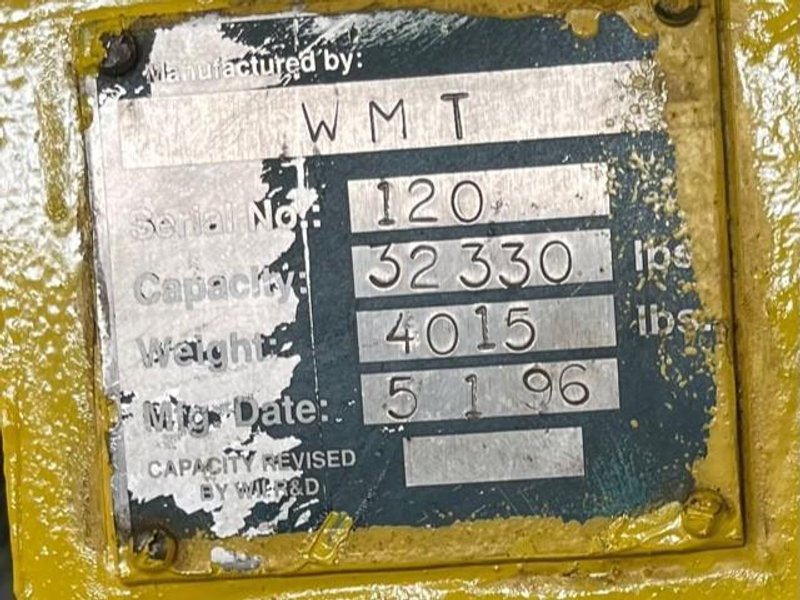 Manufactured by:
WMT
Serial No.: 120
Capacity: 32 330 lbs.
Weight: 4015 lbs.
Mfg. Date: 5 1 96
CAPACITY REVISED
BY